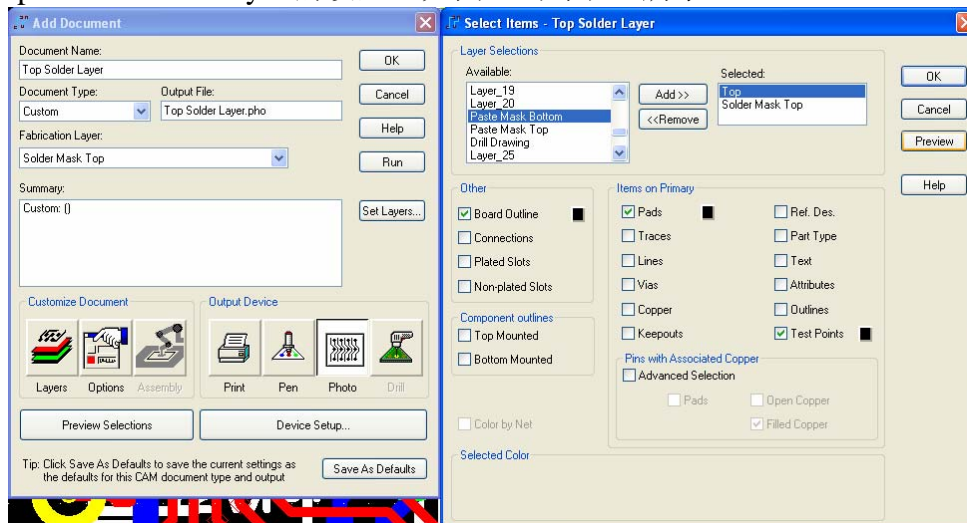 Add Document
Document Name:
Top Solder Layer
Document Type:
Output File:
Custom
Top Solder Layer.pho
Fabrication Layer:
Solder Mask Top
Summary:
Custom: ()
OK
Cancel
Help
Run
Set Layers...
Customize Document
Layers
Options
Assembly
Output Device
Print
Pen
Photo
Drill
Preview Selections
Device Setup...
Tip: Click Save As Defaults to save the current settings as
the defaults for this CAM document type and output
Save As Defaults
Select Items - Top Solder Layer
Layer Selections
Available:
Layer_19
Layer_20
Paste Mask Bottom
Paste Mask Top
Drill Drawing
Layer_25
Add >>
<<Remove
Selected:
Top
Solder Mask Top
OK
Cancel
Preview
Help
Other
Board Outline
Connections
Plated Slots
Non-plated Slots
Component outlines
Top Mounted
Bottom Mounted
Color by Net
Items on Primary
Pads
Traces
Lines
Vias
Copper
Keepouts
Ref. Des.
Part Type
Text
Attributes
Outlines
Test Points
Pins with Associated Copper
Advanced Selection
Pads
Open Copper
Filled Copper
Selected Color